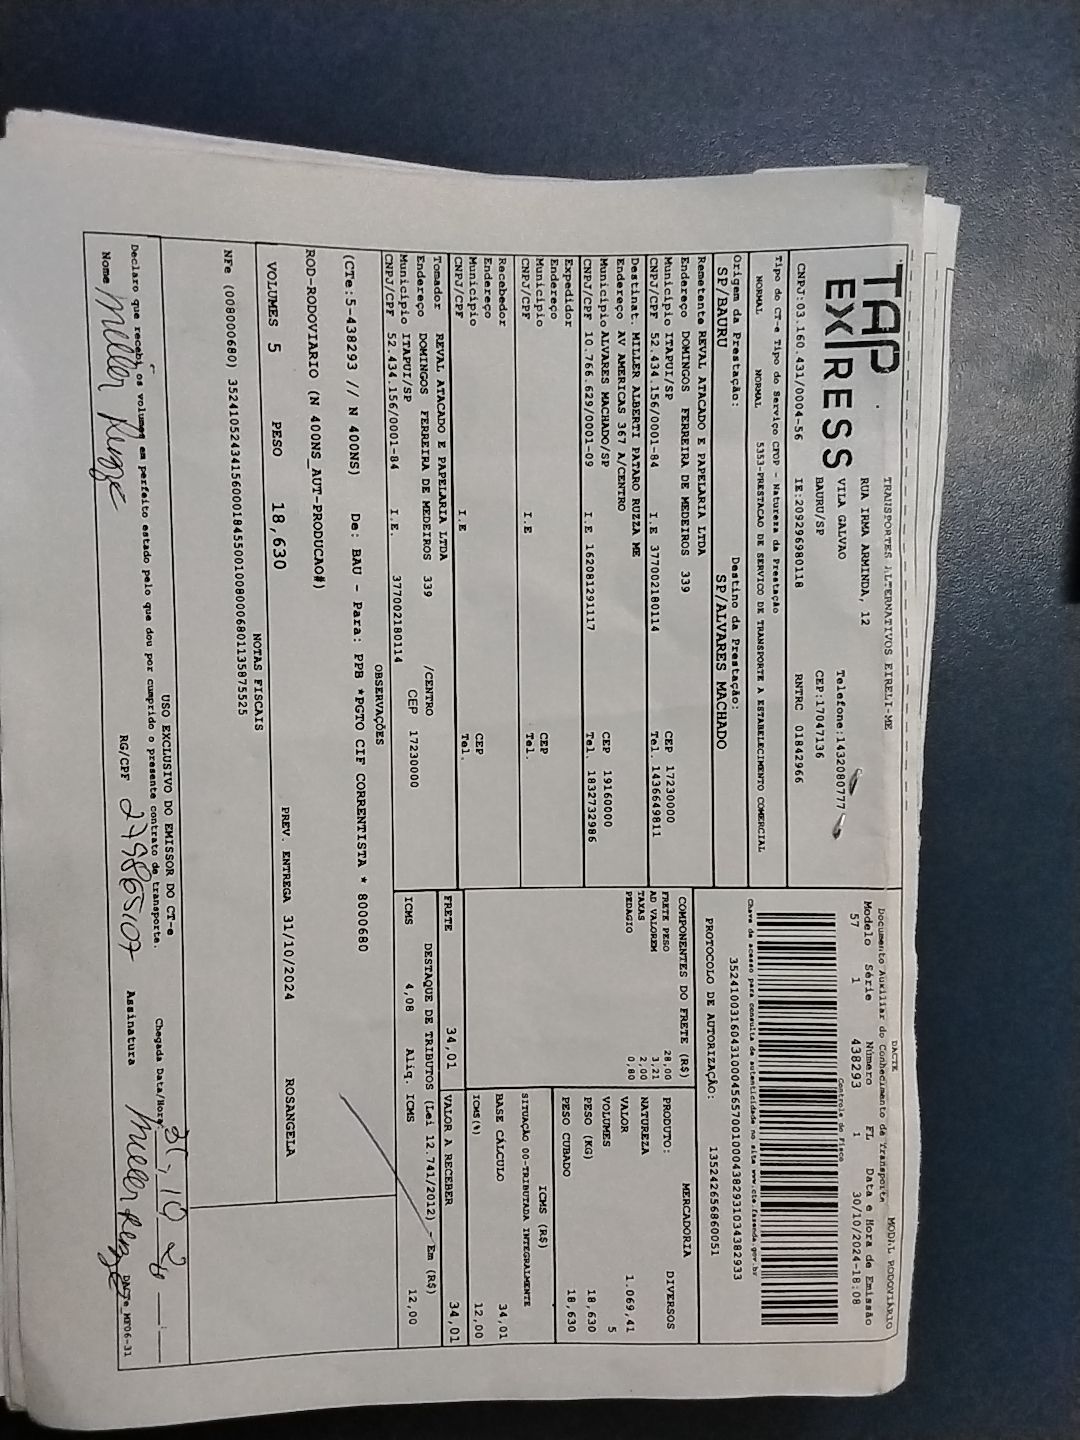 TAP EXPRESS
TRANSPORTES ALTERNATIVOS EIRELI-ME
RUA IRMA ARMINDA, 12
VILA GALVAO Telefone:1432080777
BAURU/SP CEP:17047136
CNPJ:03.160.431/0004-56 IE:209296980118 RNTRC 01842966
DACTE MODAL RODOVIÁRIO
Documento Auxiliar do Conhecimento de Transporte
Modelo Série Número FL Data e Hora de Emissão
57 1 438293 1 30/10/2024-18:08
Controle do Fisco
Chave de acesso para consulta de autenticidade no site www.cte.fazenda.gov.br
35241003160431000456570010004382931034382933
PROTOCOLO DE AUTORIZAÇÃO: 135242656860051
Tipo do CT-e Tipo do Serviço CFOP - Natureza da Prestação
NORMAL NORMAL 5353-PRESTACAO DE SERVICO DE TRANSPORTE A ESTABELECIMENTO COMERCIAL
Origem da Prestação: Destino da Prestação:
SP/BAURU SP/ALVARES MACHADO
Remetente REVAL ATACADO E PAPELARIA LTDA
Endereço DOMINGOS FERREIRA DE MEDEIROS 339
Município ITAPUI/SP CEP 17230000
CNPJ/CPF 52.434.156/0001-84 I.E 377002180114 Tel. 1436649811
Destinat. MILLER ALBERTI PATARO RUZZA ME
Endereço AV AMERICAS 367 A/CENTRO
Município ALVARES MACHADO/SP CEP 19160000
CNPJ/CPF 10.766.629/0001-09 I.E 162081291117 Tel. 1832732986
Expedidor
Endereço
Município CEP
CNPJ/CPF I.E Tel.
Recebedor
Endereço
Município CEP
CNPJ/CPF I.E Tel.
Tomador REVAL ATACADO E PAPELARIA LTDA
Endereço DOMINGOS FERREIRA DE MEDEIROS 339 /CENTRO
Município ITAPUI/SP CEP 17230000
CNPJ/CPF 52.434.156/0001-84 I.E. 377002180114
COMPONENTES DO FRETE (R$)
FRETE PESO 28,00
AD VALOREM 3,21
TAXAS 2,00
PEDAGIO 0,80
MERCADORIA
PRODUTO: DIVERSOS
NATUREZA
VALOR 1.069,41
VOLUMES 5
PESO (KG) 18,630
PESO CUBADO 18,630
ICMS (R$)
SITUAÇÃO 00-TRIBUTADA INTEGRALMENTE
BASE CÁLCULO 34,01
ICMS(%) 12,00
FRETE 34,01 VALOR A RECEBER 34,01
DESTAQUE DE TRIBUTOS (Lei 12.741/2012) - Em (R$)
ICMS 4,08 Aliq. ICMS 12,00
OBSERVAÇÕES
(CTe:5-438293 // N 400NS) De: BAU - Para: PPB *PGTO CIF CORRENTISTA * 8000680
ROD-RODOVIARIO (N 400NS_AUT-PRODUCAO#)
VOLUMES 5 PESO 18,630 PREV. ENTREGA 31/10/2024 ROSANGELA
NOTAS FISCAIS
NFe (008000680) 35241052434156000184550010080006801135875525
USO EXCLUSIVO DO EMISSOR DO CT-e
Declaro que recebi os volumes em perfeito estado pelo que dou por cumprido o presente contrato de transporte.
Chegada Data/Hora:
Nome Miller RG/CPF 279865107 Assinatura Miller
DACTe_MP06-31